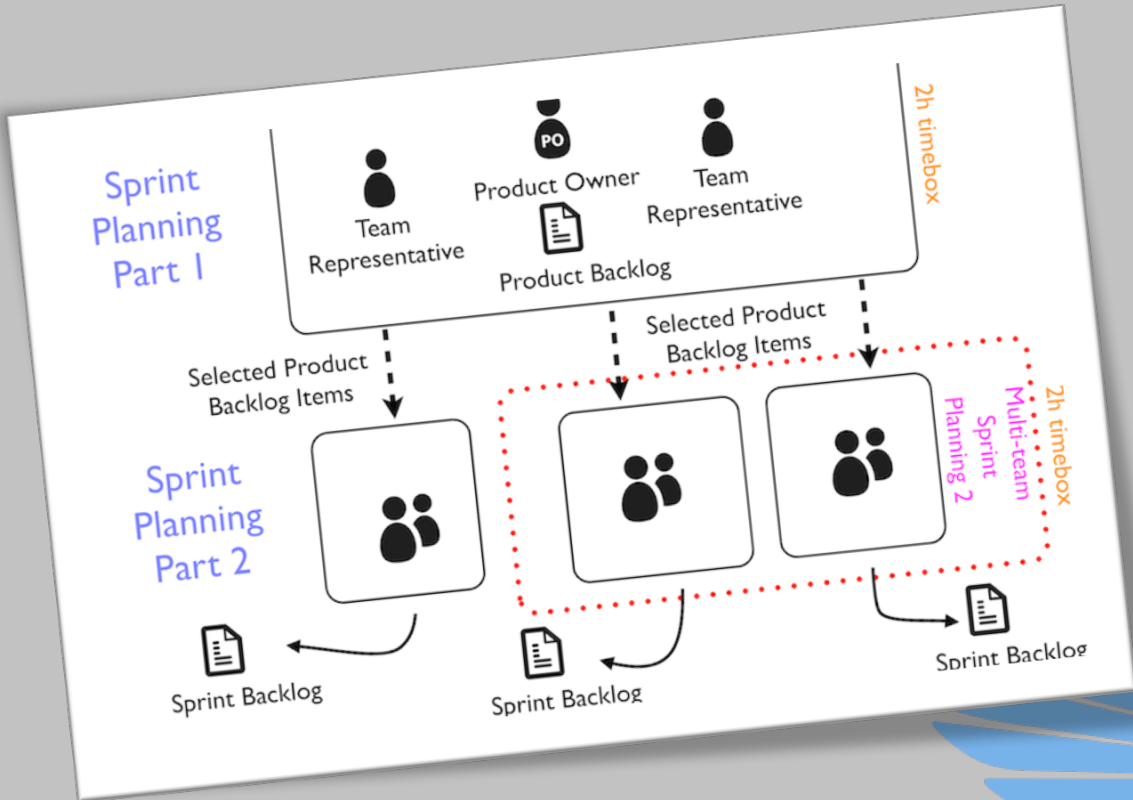 Sprint
Planning
Part 1
2h timebox
PO
Product Owner
Team
Representative
Team
Representative
Product Backlog
Selected Product
Backlog Items
Selected Product
Backlog Items
Sprint
Planning
Part 2
Multi-team
Sprint
Planning 2
2h timebox
Sprint Backlog
Sprint Backlog
Sprint Backlog